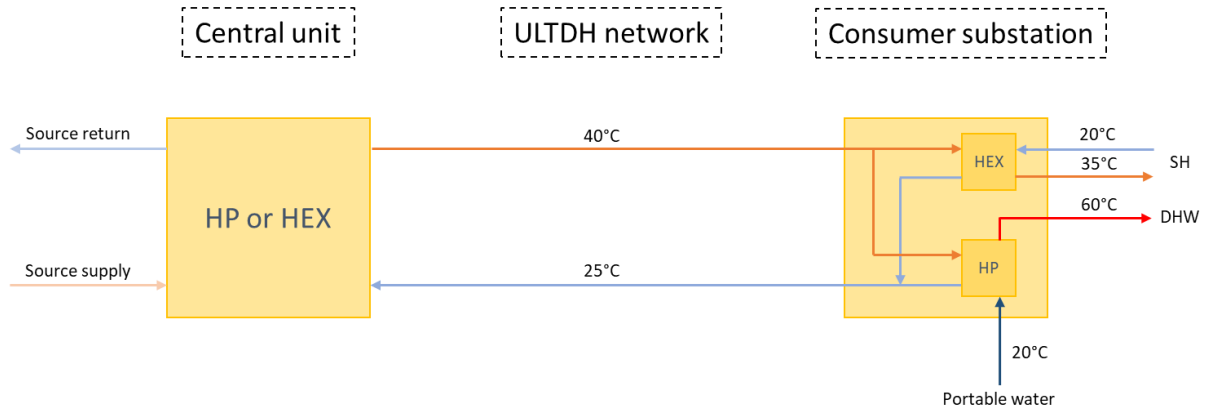 Central unit
ULTDH network
Consumer substation
Source return
40°C
20°C
HEX
SH
35°C
60°C
HP or HEX
DHW
Source supply
25°C
HP
20°C
Portable water